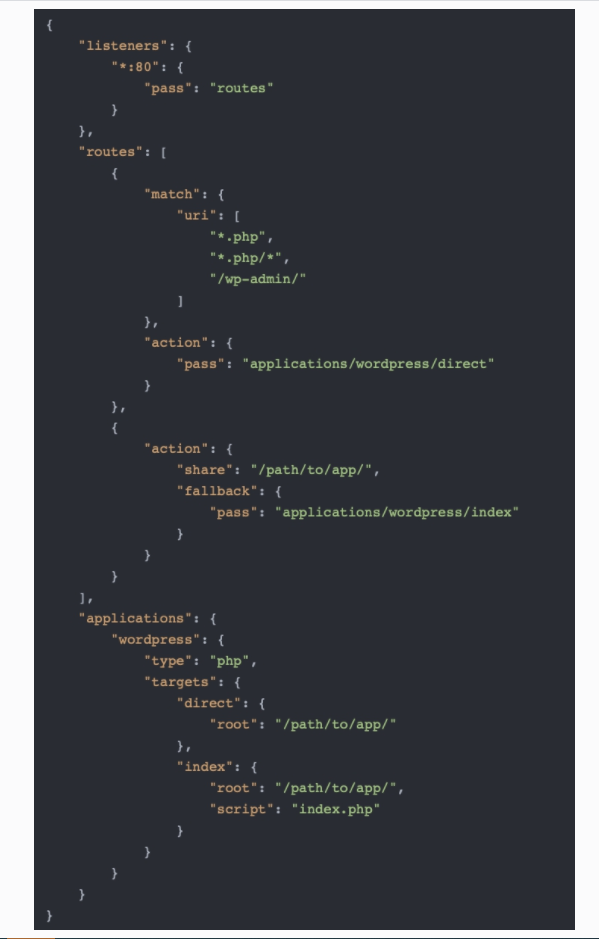 {
    "listeners": {
        "*:80": {
            "pass": "routes"
        }
    },
    "routes": [
        {
            "match": {
                "uri": [
                    "*.php",
                    "*.php/*",
                    "/wp-admin/"
                ]
            },
            "action": {
                "pass": "applications/wordpress/direct"
            }
        },
        {
            "action": {
                "share": "/path/to/app/",
                "fallback": {
                    "pass": "applications/wordpress/index"
                }
            }
        }
    ],
    "applications": {
        "wordpress": {
            "type": "php",
            "targets": {
                "direct": {
                    "root": "/path/to/app/"
                },
                "index": {
                    "root": "/path/to/app/",
                    "script": "index.php"
                }
            }
        }
    }
}